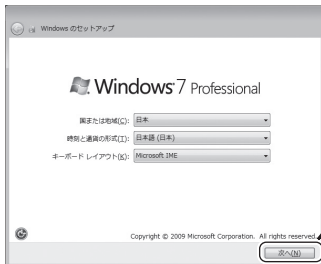 Windows のセットアップ
Windows 7 Professional
国または地域(C): 日本
時刻と通貨の形式(T): 日本語 (日本)
キーボード レイアウト(K): Microsoft IME
Copyright © 2009 Microsoft Corporation. All rights reserved.
次へ(N)